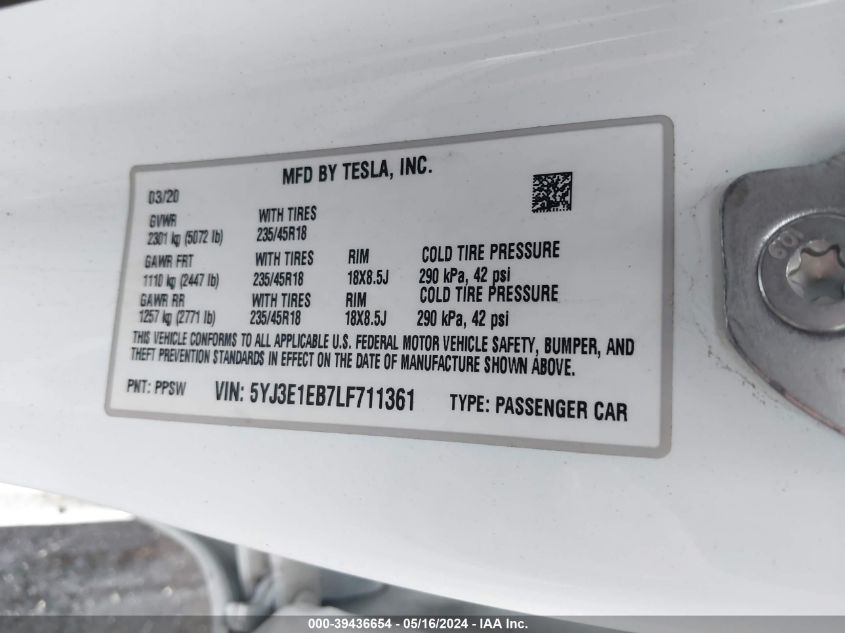 MFD BY TESLA, INC.
03/20
GVWR WITH TIRES
2301 kg (5072 lb) 235/45R18
GAWR FRT WITH TIRES RIM COLD TIRE PRESSURE
1110 kg (2447 lb) 235/45R18 18X8.5J 290 kPa, 42 psi
GAWR RR WITH TIRES RIM COLD TIRE PRESSURE
1257 kg (2771 lb) 235/45R18 18X8.5J 290 kPa, 42 psi
THIS VEHICLE CONFORMS TO ALL APPLICABLE U.S. FEDERAL MOTOR VEHICLE SAFETY, BUMPER, AND
THEFT PREVENTION STANDARDS IN EFFECT ON THE DATE OF MANUFACTURE SHOWN ABOVE.
PNT: PPSW VIN: 5YJ3E1EB7LF711361 TYPE: PASSENGER CAR
000-39436654 - 05/16/2024 - IAA Inc.